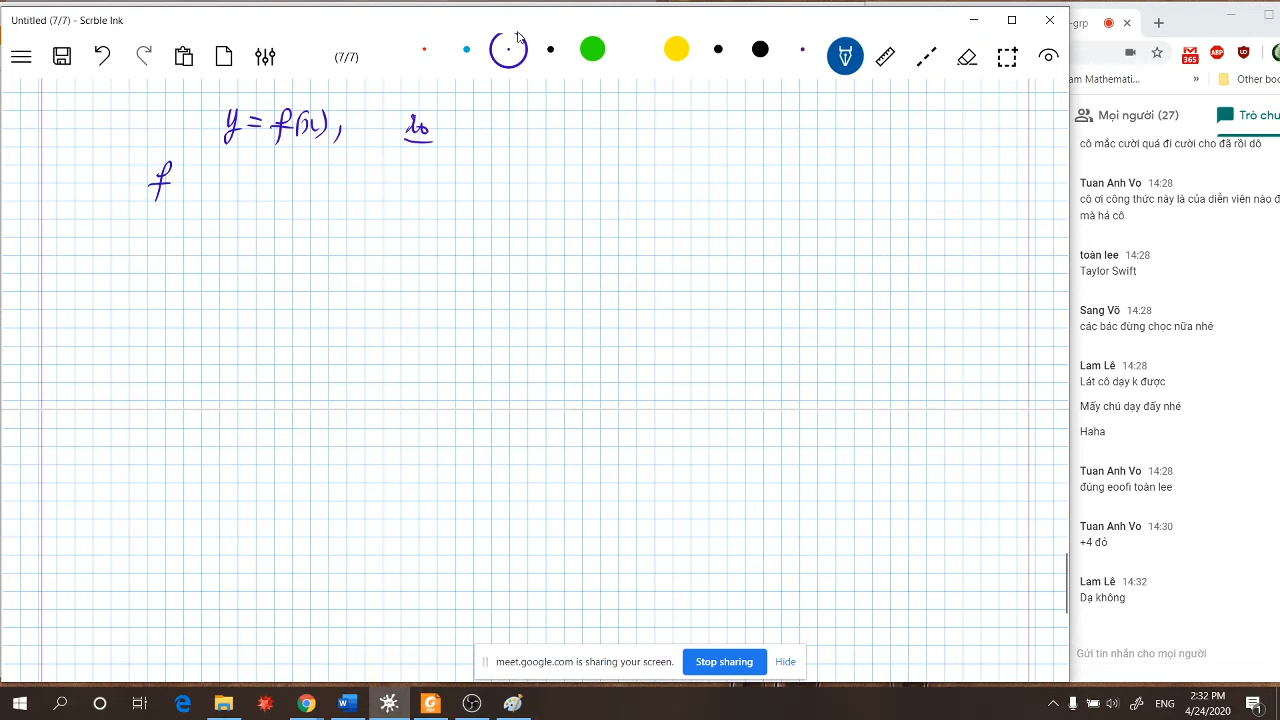 Untitled (7/7) - Scrble Ink
(7/7)
y = f(x), x₀
f
meet.google.com is sharing your screen.
Stop sharing
Hide
-grp
365
ABP
am Mathemati...
»
Other boo
Mọi người (27)
Trò chu
cô mắc cười quá đi cười cho đã rồi dô
Tuan Anh Vo 14:28
cô ơi công thức này là của diễn viên nào đ
mà há cô
toàn lee 14:28
Taylor Swift
Sang Võ 14:28
các bác đừng chọc nữa nhé
Lam Lê 14:28
Lát cô dạy k được
Mấy chú dạy đấy nhé
Haha
Tuan Anh Vo 14:28
đúng eoofi toàn lee
Tuan Anh Vo 14:30
+4 đỏ
Lam Lê 14:32
Dạ không
Gửi tin nhắn cho mọi người
ENG
2:32 PM
4/24/2020